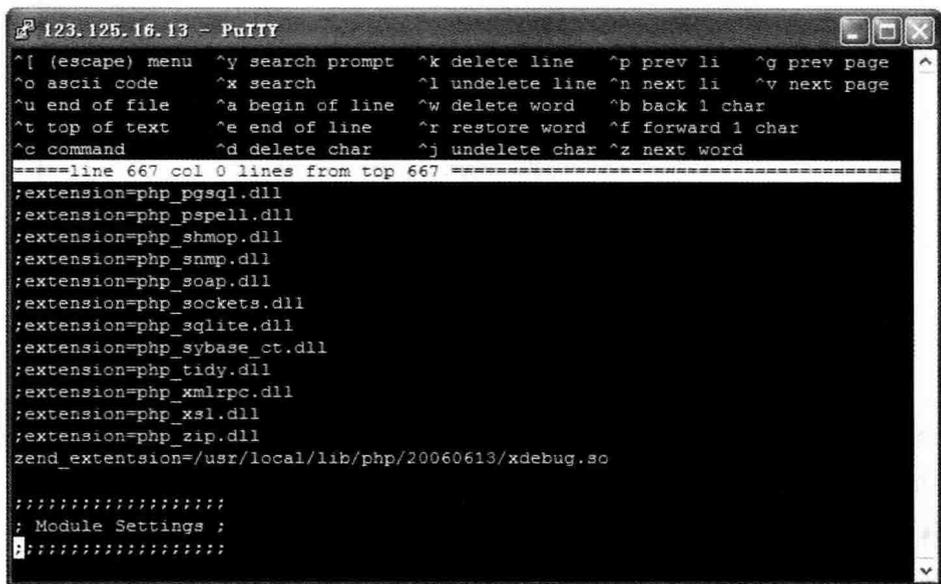 123.125.16.13 - PuTTY
^[ (escape) menu ^y search prompt ^k delete line ^p prev li ^g prev page
^o ascii code ^x search ^l undelete line ^n next li ^v next page
^u end of file ^a begin of line ^w delete word ^b back 1 char
^t top of text ^e end of line ^r restore word ^f forward 1 char
^c command ^d delete char ^j undelete char ^z next word
=====line 667 col 0 lines from top 667 ========================================
;extension=php_pgsql.dll
;extension=php_pspell.dll
;extension=php_shmop.dll
;extension=php_snmp.dll
;extension=php_soap.dll
;extension=php_sockets.dll
;extension=php_sqlite.dll
;extension=php_sybase_ct.dll
;extension=php_tidy.dll
;extension=php_xmlrpc.dll
;extension=php_xsl.dll
;extension=php_zip.dll
zend_extentsion=/usr/local/lib/php/20060613/xdebug.so
;;;;;;;;;;;;;;;;;;;
; Module Settings ;
;;;;;;;;;;;;;;;;;;;